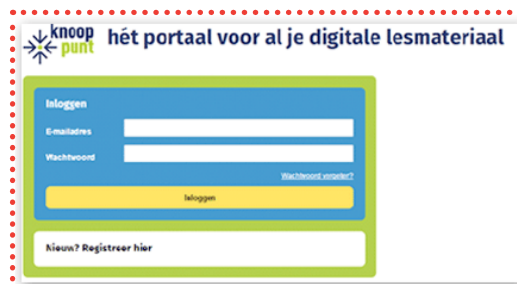 knoop
punt
hét portaal voor al je digitale lesmateriaal
Inloggen
E-mailadres
Wachtwoord
Wachtwoord vergeten?
Inloggen
Nieuw? Registreer hier